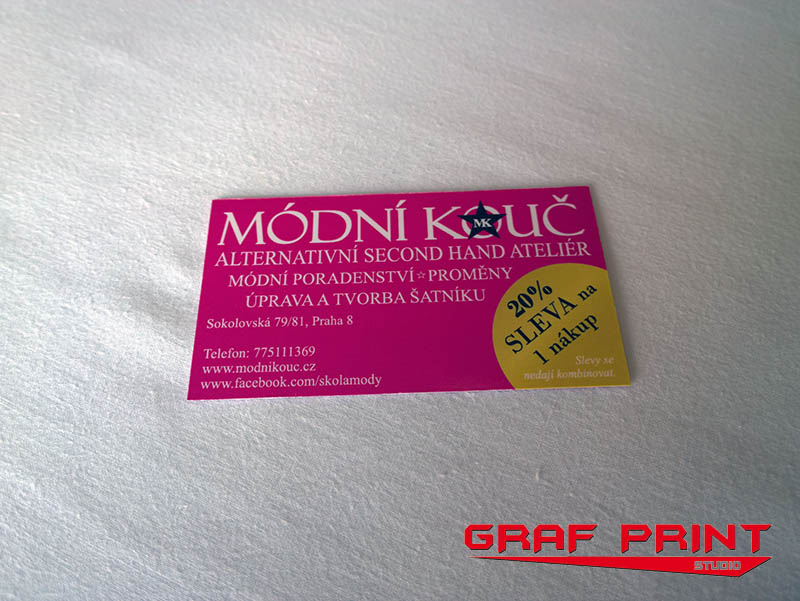 MÓDNÍ KOUČ
MK
ALTERNATIVNÍ SECOND HAND ATELIÉR
MÓDNÍ PORADENSTVÍ☆PROMĚNY
ÚPRAVA A TVORBA ŠATNÍKU
Sokolovská 79/81, Praha 8
Telefon: 775111369
www.modnikouc.cz
www.facebook.com/skolamody
20%
SLEVA na
1 nákup
Slevy se
nedají kombinovat.
GRAF PRINT
STUDIO